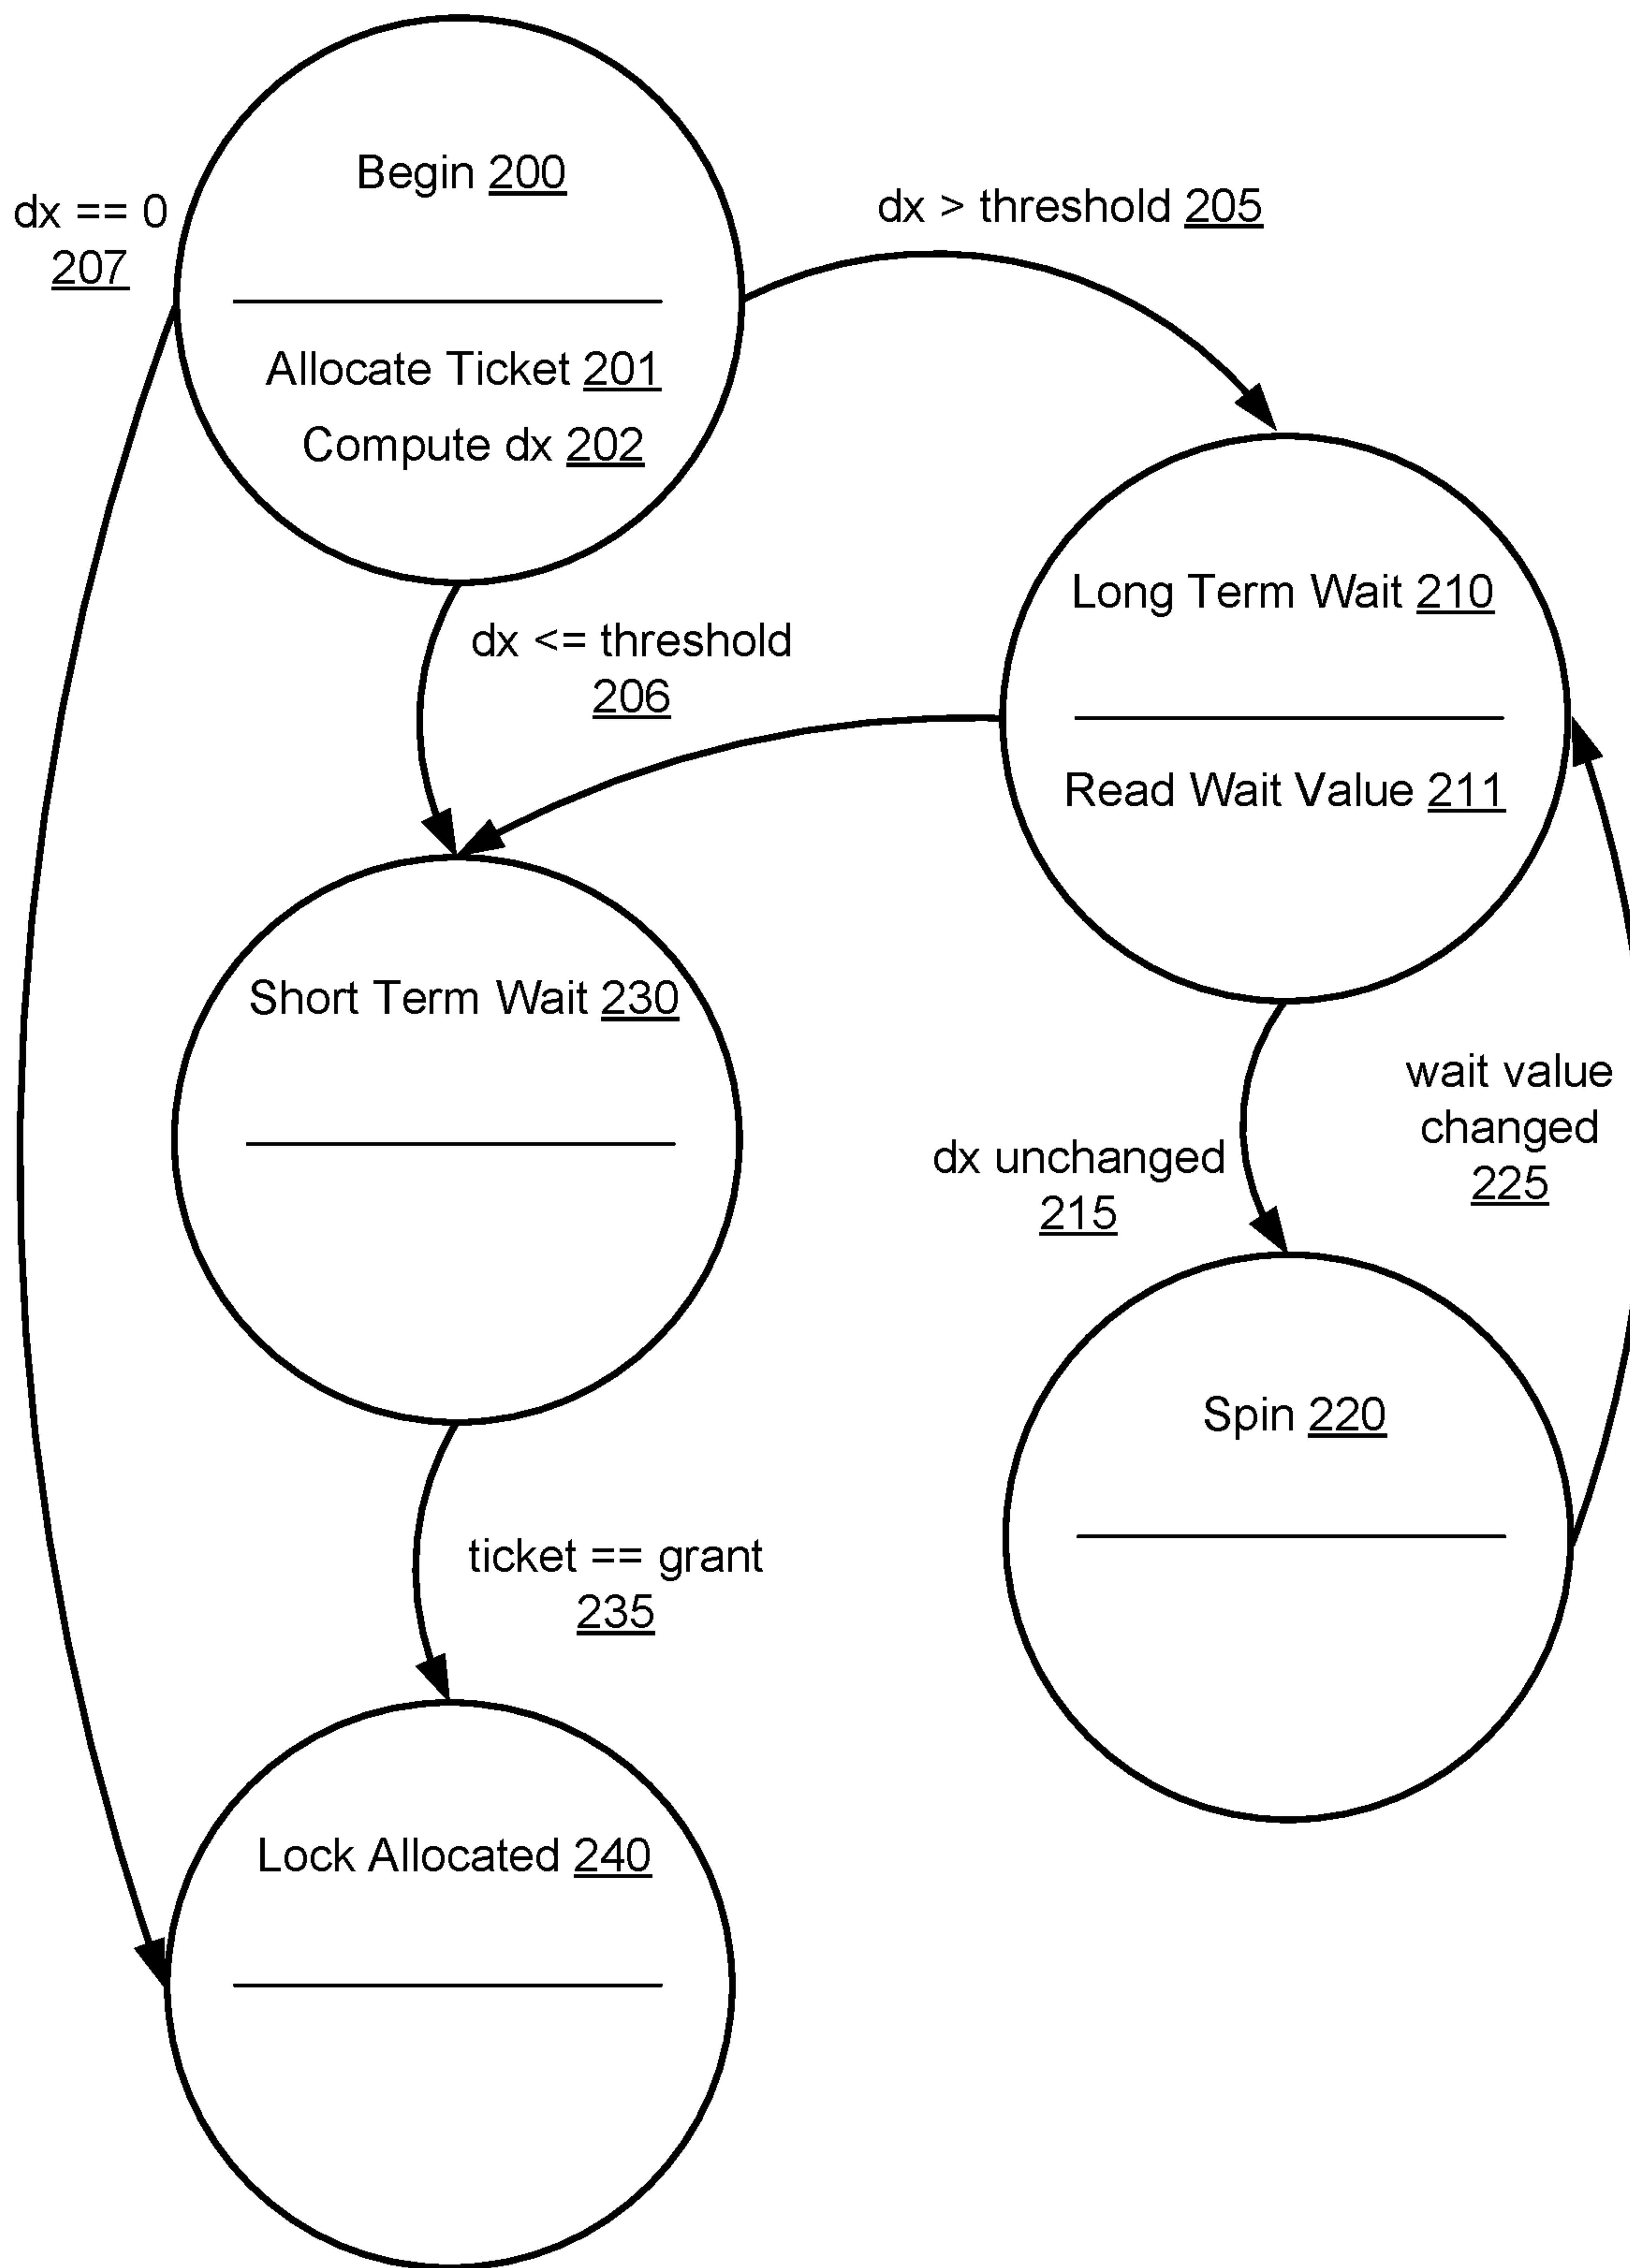 Begin 200
dx == 0
207
dx > threshold 205
Allocate Ticket 201
Compute dx 202
Long Term Wait 210
dx <= threshold
206
Read Wait Value 211
Short Term Wait 230
wait value
changed
225
dx unchanged
215
Spin 220
ticket == grant
235
Lock Allocated 240